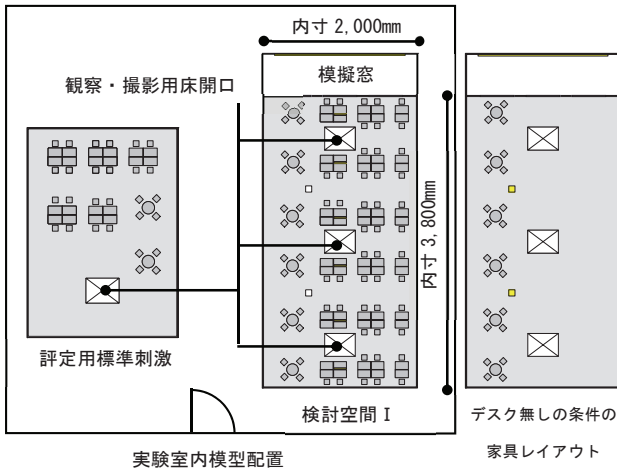 内寸 2,000mm
模擬窓
観察・撮影用床開口
内寸 3,800mm
評定用標準刺激
検討空間 I
デスク無しの条件の
家具レイアウト
実験室内模型配置